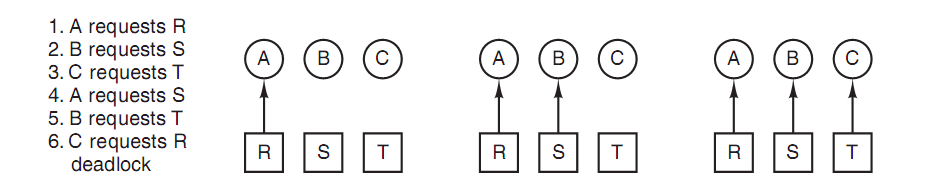 1. A requests R
2. B requests S
3. C requests T
4. A requests S
5. B requests T
6. C requests R
deadlock
A B C
R S T
A B C
R S T
A B C
R S T